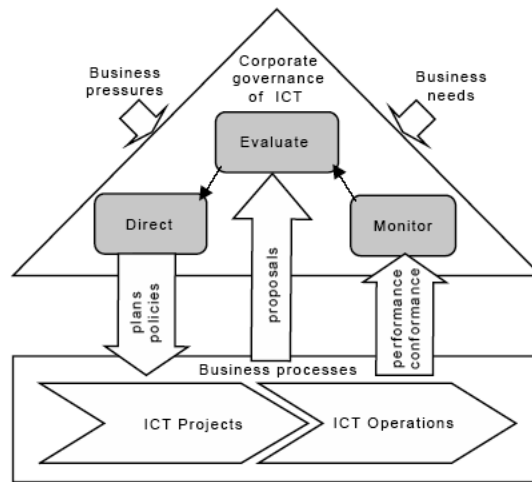 Corporate
governance
of ICT
Business
pressures
Business
needs
Evaluate
Direct
Monitor
plans
policies
proposals
performance
conformance
Business processes
ICT Projects
ICT Operations